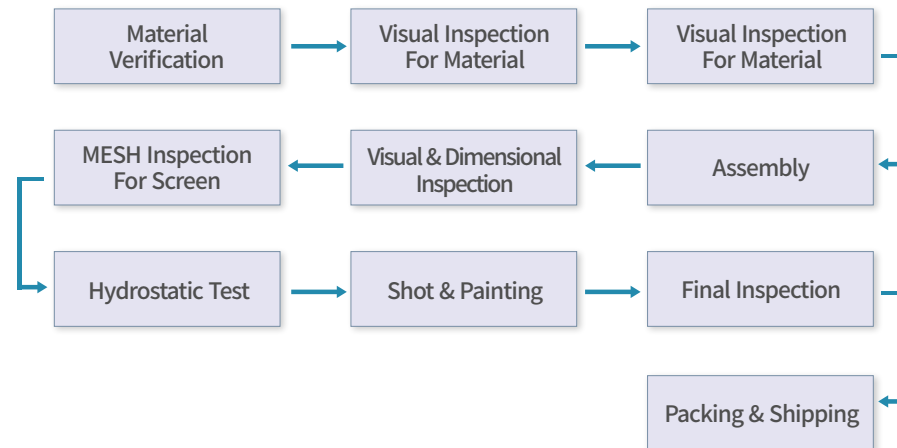 Material
Verification
Visual Inspection
For Material
Visual Inspection
For Material
Assembly
Visual & Dimensional
Inspection
MESH Inspection
For Screen
Hydrostatic Test
Shot & Painting
Final Inspection
Packing & Shipping